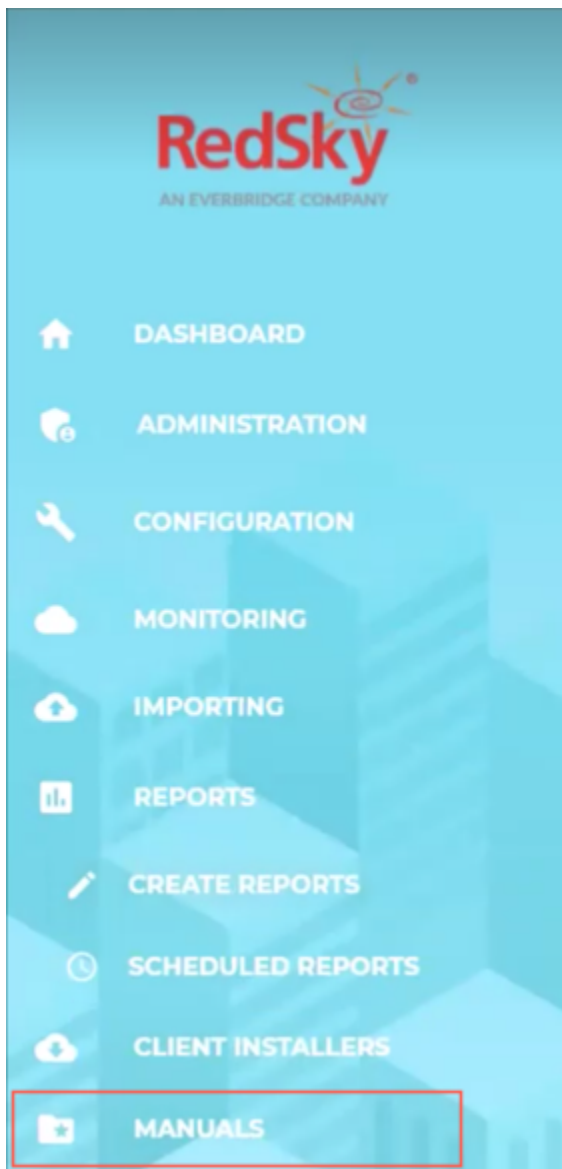 RedSky®
AN EVERBRIDGE COMPANY
DASHBOARD
ADMINISTRATION
CONFIGURATION
MONITORING
IMPORTING
REPORTS
CREATE REPORTS
SCHEDULED REPORTS
CLIENT INSTALLERS
MANUALS